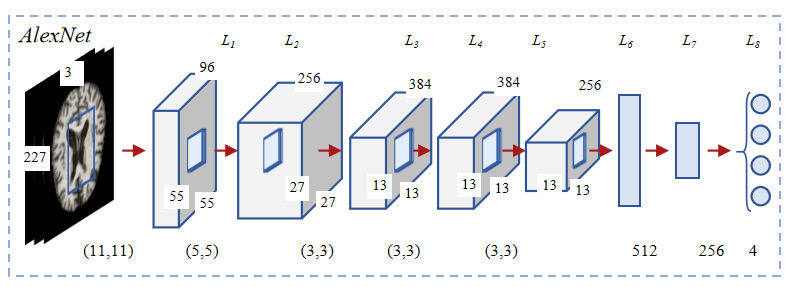 AlexNet
L1 L2 L3 L4 L5 L6 L7 L8
3 96 256 384 384 256
227
55 55 27 27 13 13 13 13 13 13
(11,11) (5,5) (3,3) (3,3) (3,3) 512 256 4